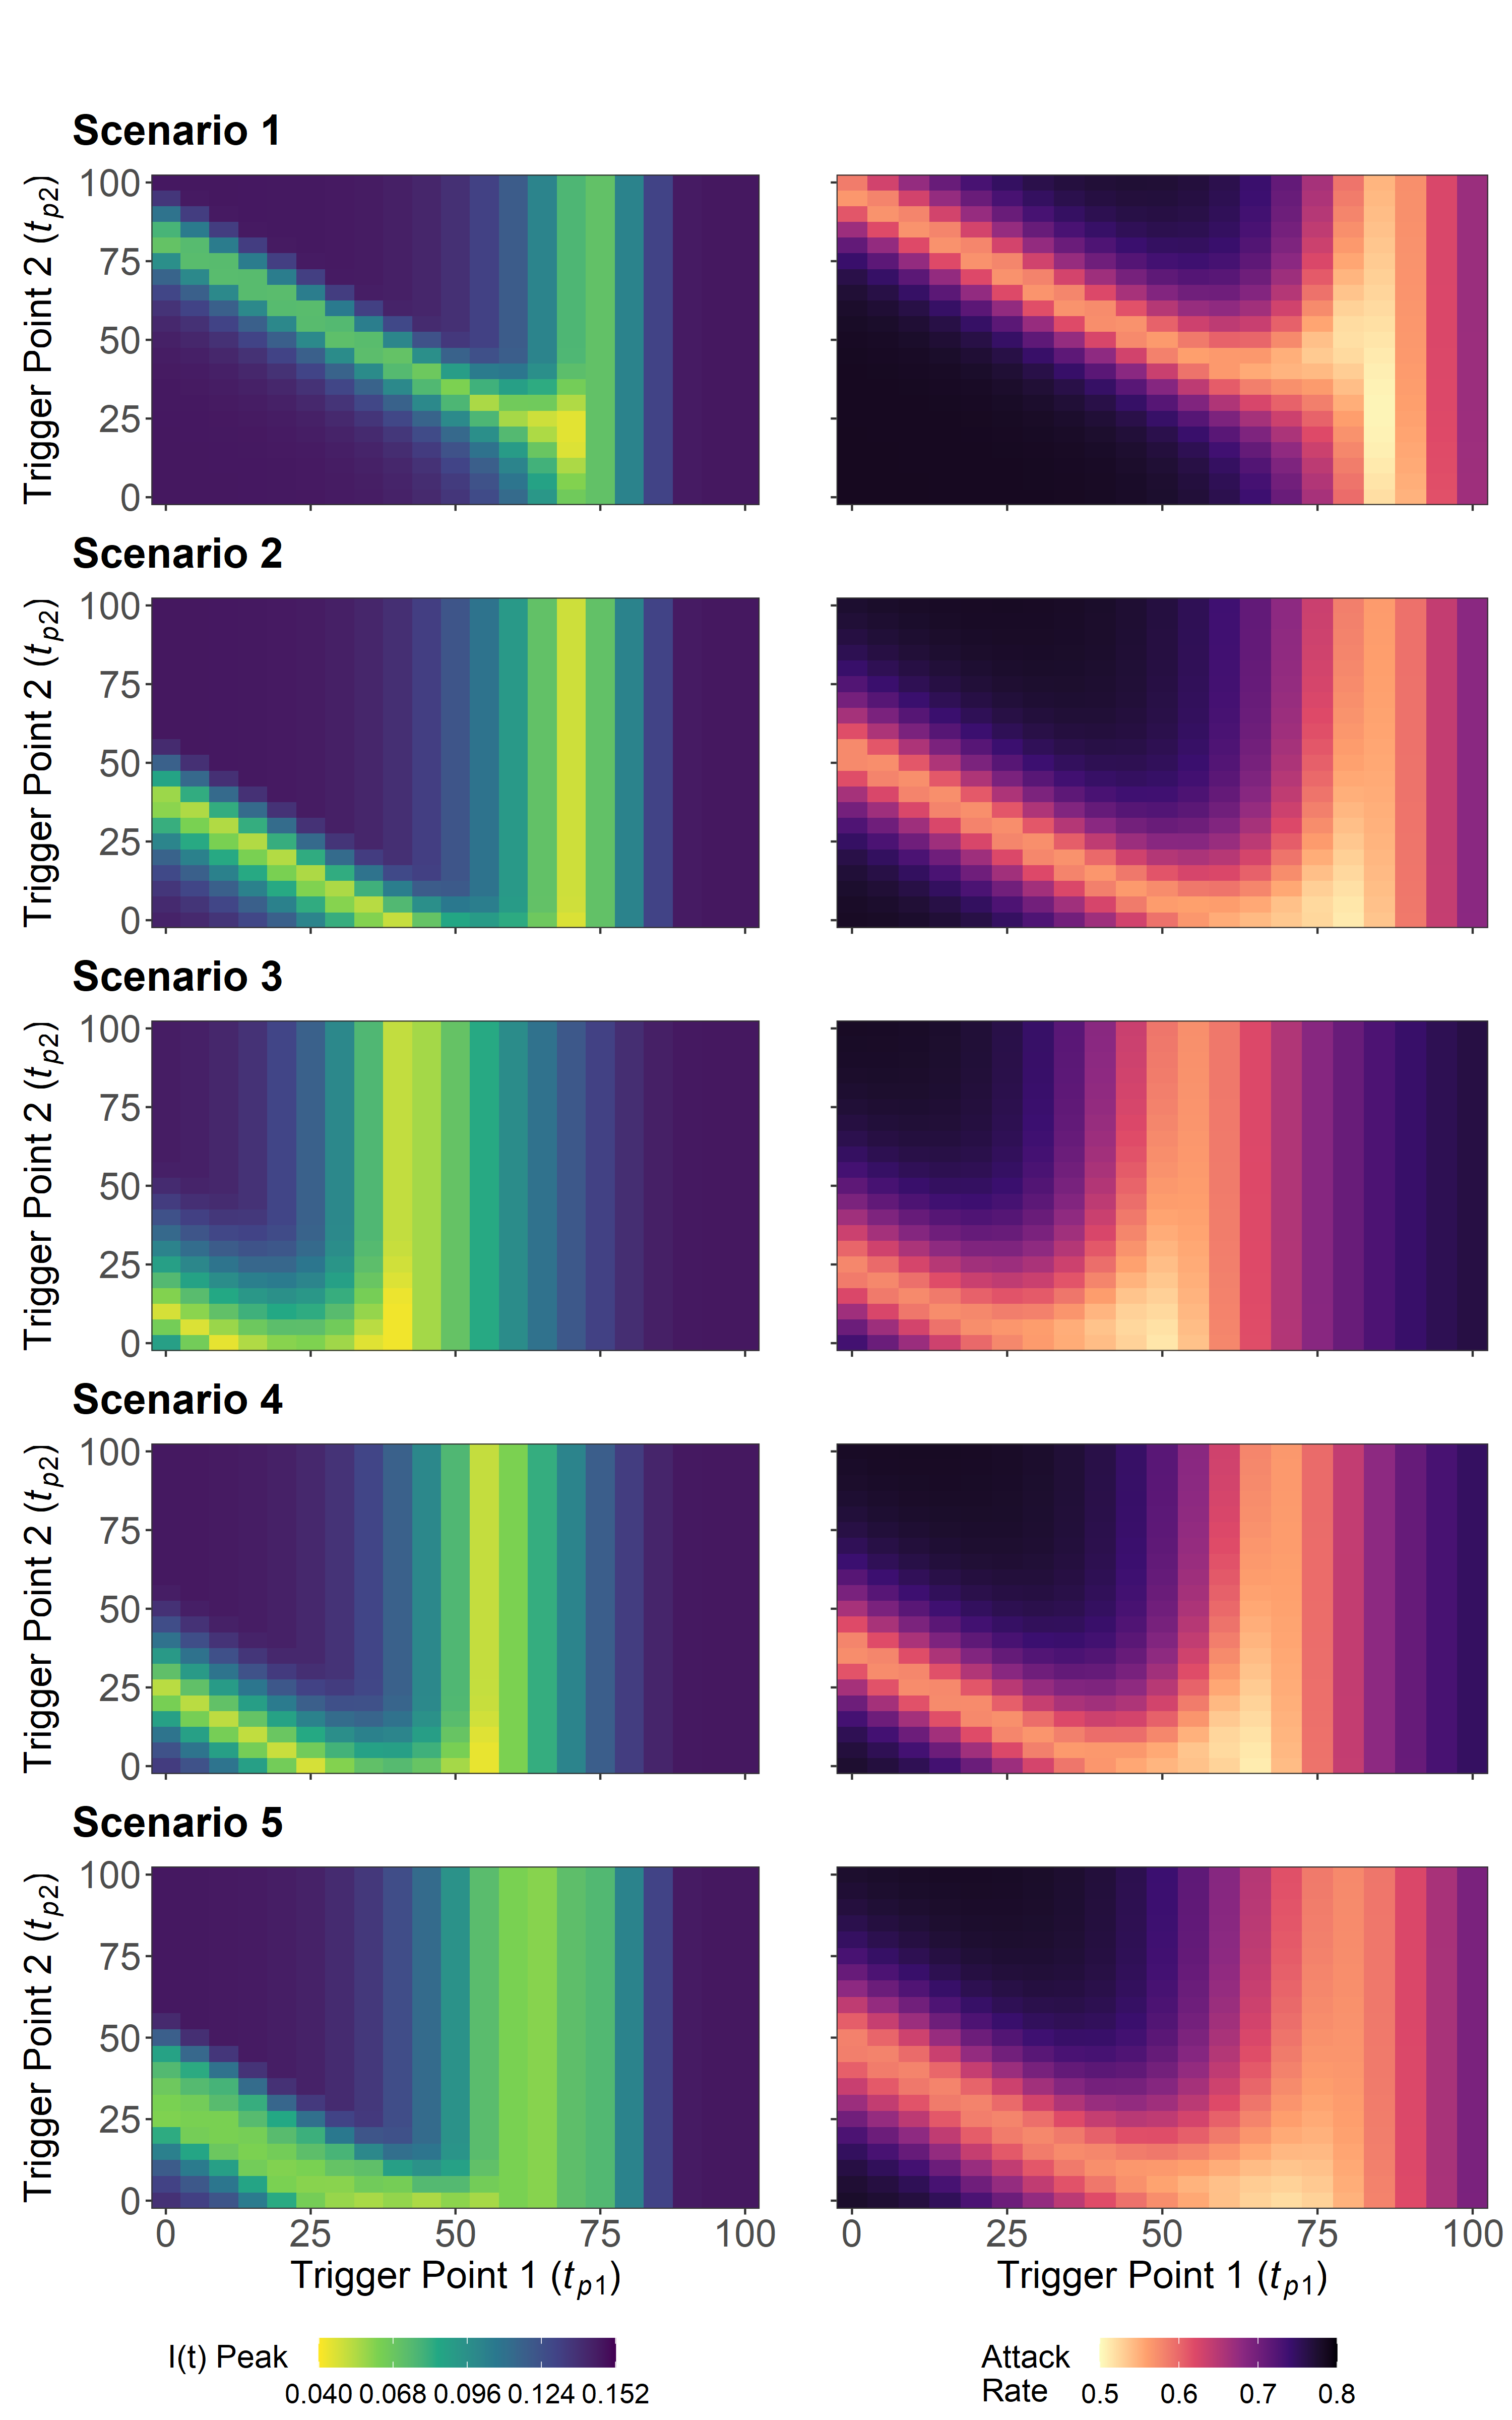 Scenario 1
Trigger Point 2 (tp2)
100
75
50
25
0
0 25 50 75 100
Scenario 2
Trigger Point 2 (tp2)
100
75
50
25
0
Scenario 3
Trigger Point 2 (tp2)
100
75
50
25
0
Scenario 4
Trigger Point 2 (tp2)
100
75
50
25
0
Scenario 5
Trigger Point 2 (tp2)
100
75
50
25
0
0 25 50 75 100
Trigger Point 1 (tp1)
Trigger Point 1 (tp1)
I(t) Peak
0.040 0.068 0.096 0.124 0.152
Attack
Rate
0.5 0.6 0.7 0.8